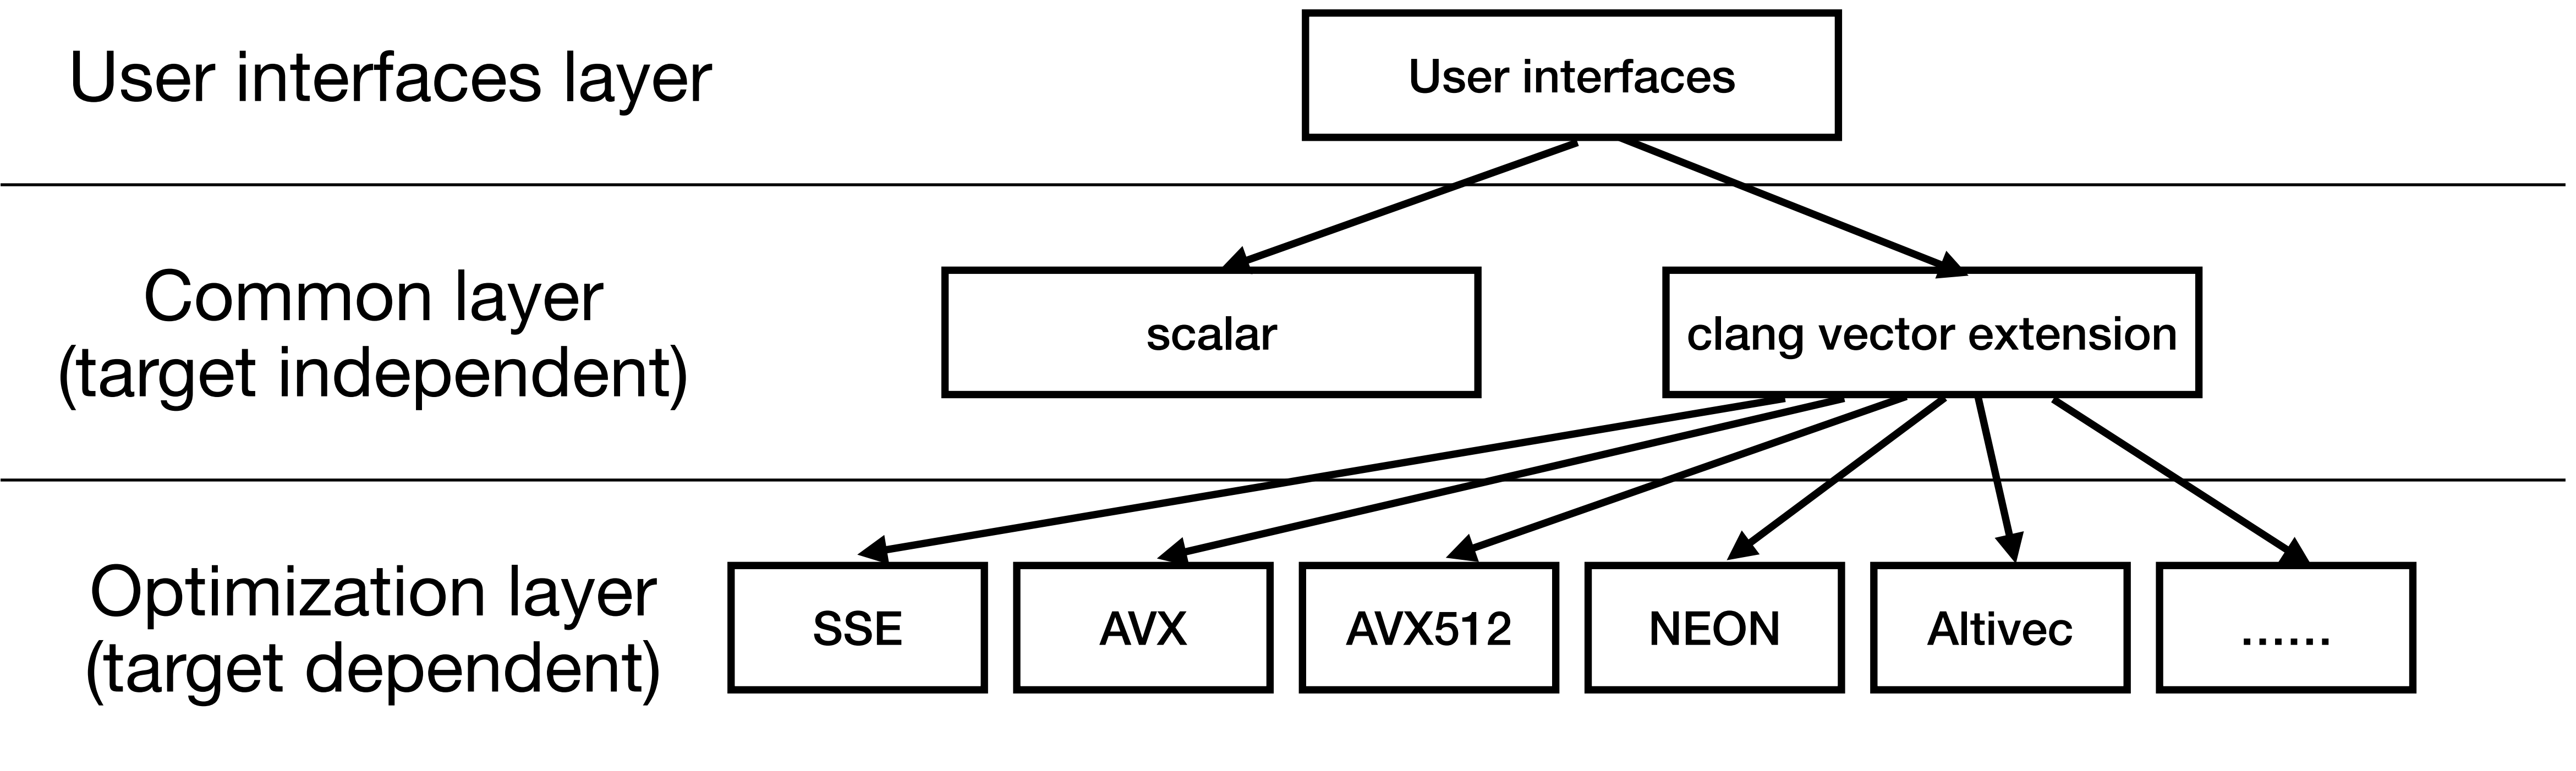 User interfaces layer
User interfaces
Common layer
(target independent)
scalar
clang vector extension
Optimization layer
(target dependent)
SSE
AVX
AVX512
NEON
Altivec
......